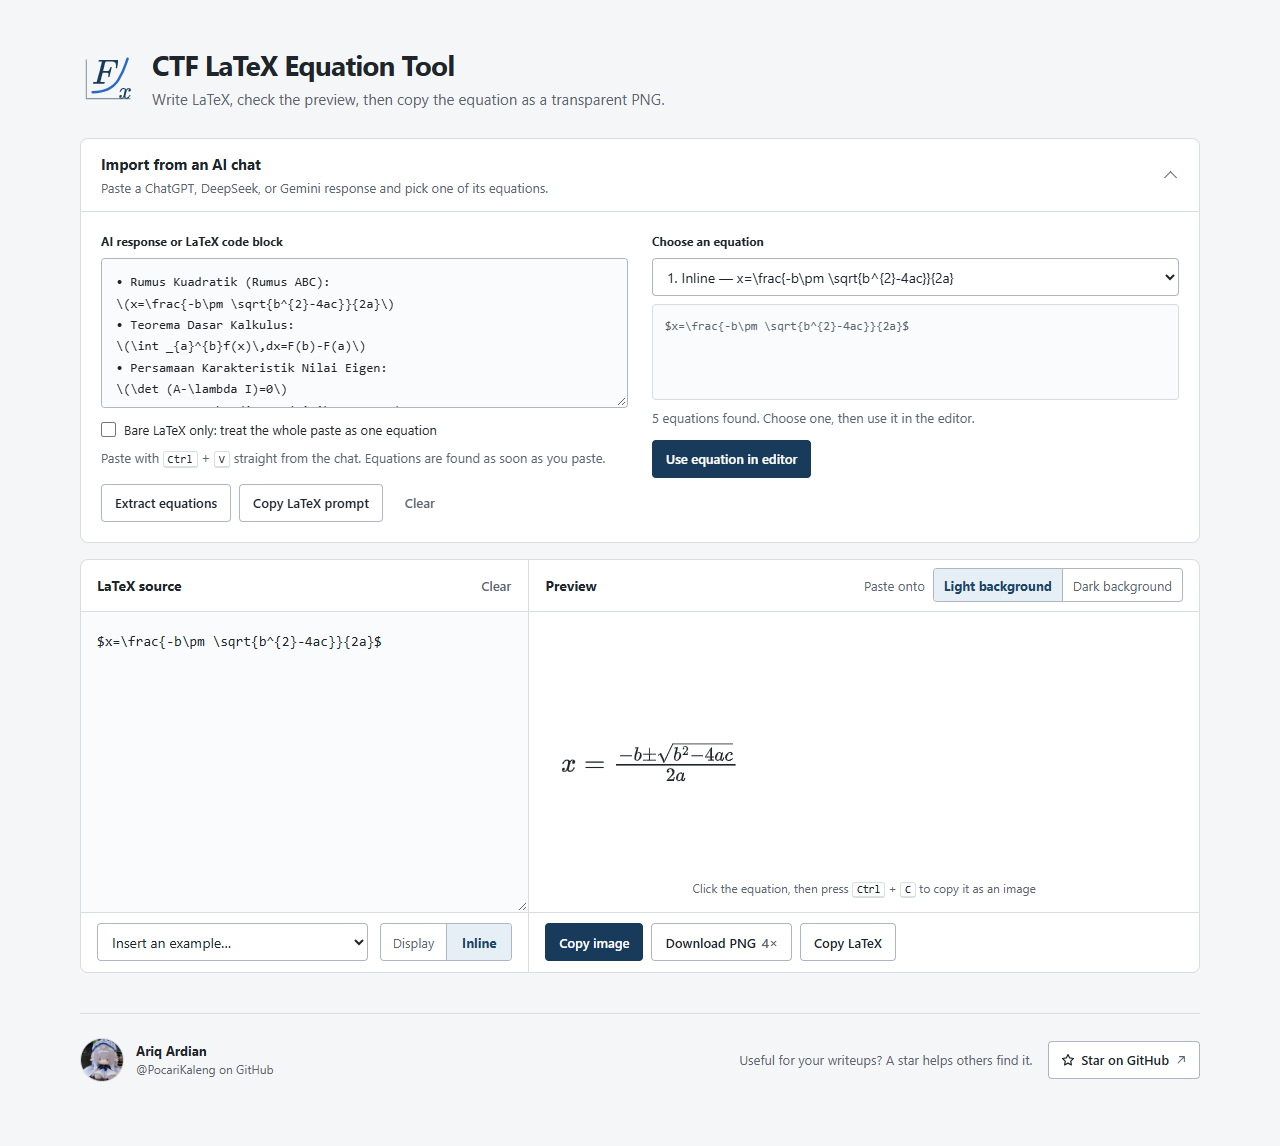 CTF LaTeX Equation Tool
Write LaTeX, check the preview, then copy the equation as a transparent PNG.
Import from an AI chat
Paste a ChatGPT, DeepSeek, or Gemini response and pick one of its equations.
AI response or LaTeX code block
• Rumus Kuadratik (Rumus ABC):
\(x=\frac{-b\pm \sqrt{b^{2}-4ac}}{2a}\)
• Teorema Dasar Kalkulus:
\(\int _{a}^{b}f(x)\,dx=F(b)-F(a)\)
• Persamaan Karakteristik Nilai Eigen:
\(\det (A-\lambda I)=0\)
Bare LaTeX only: treat the whole paste as one equation
Paste with Ctrl + V straight from the chat. Equations are found as soon as you paste.
Extract equations
Copy LaTeX prompt
Clear
Choose an equation
1. Inline — x=\frac{-b\pm \sqrt{b^{2}-4ac}}{2a}
$x=\frac{-b\pm \sqrt{b^{2}-4ac}}{2a}$
5 equations found. Choose one, then use it in the editor.
Use equation in editor
LaTeX source
Clear
$x=\frac{-b\pm \sqrt{b^{2}-4ac}}{2a}$
Insert an example...
Display
Inline
Preview
Paste onto
Light background
Dark background
x = −b±√b²−4ac
2a
Click the equation, then press Ctrl + C to copy it as an image
Copy image
Download PNG 4×
Copy LaTeX
Ariq Ardian
@PocariKaleng on GitHub
Useful for your writeups? A star helps others find it.
Star on GitHub ↗